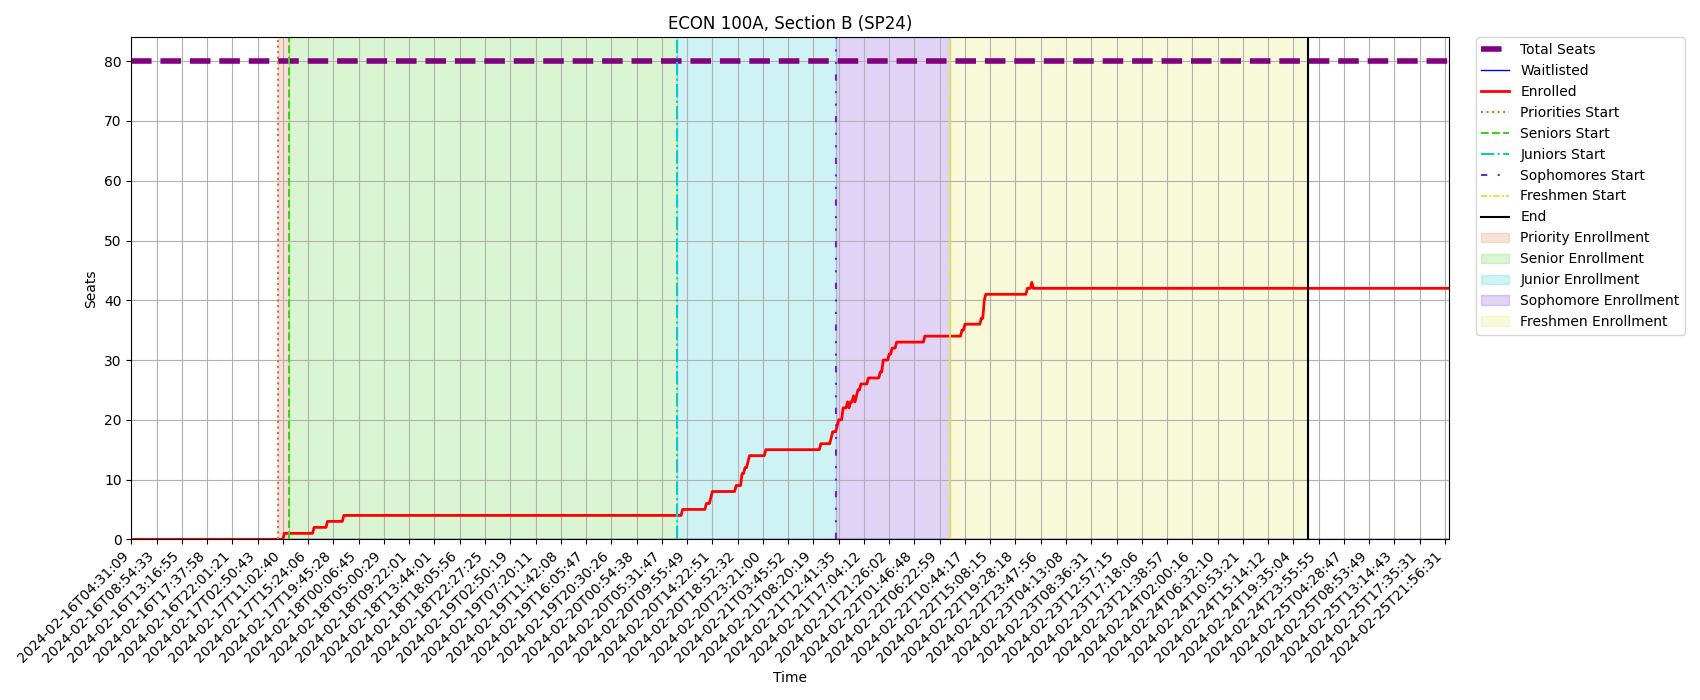 ECON 100A, Section B (SP24)
Seats
80
70
60
50
40
30
20
10
0
2024-02-16T04:31:09
2024-02-16T08:54:33
2024-02-16T13:16:55
2024-02-16T17:37:58
2024-02-16T22:01:21
2024-02-17T02:50:43
2024-02-17T11:02:40
2024-02-17T15:24:06
2024-02-17T19:45:28
2024-02-18T00:06:45
2024-02-18T05:00:29
2024-02-18T09:22:01
2024-02-18T13:44:01
2024-02-18T18:05:56
2024-02-18T22:27:25
2024-02-19T02:50:19
2024-02-19T07:20:11
2024-02-19T11:42:08
2024-02-19T16:05:47
2024-02-19T20:30:26
2024-02-20T00:54:38
2024-02-20T05:31:47
2024-02-20T09:55:49
2024-02-20T14:22:51
2024-02-20T18:52:32
2024-02-20T23:21:00
2024-02-21T03:45:52
2024-02-21T08:20:19
2024-02-21T12:41:35
2024-02-21T17:04:12
2024-02-21T21:26:02
2024-02-22T01:46:48
2024-02-22T06:22:59
2024-02-22T10:44:17
2024-02-22T15:08:15
2024-02-22T19:28:18
2024-02-22T23:47:56
2024-02-23T04:13:08
2024-02-23T08:36:31
2024-02-23T12:57:15
2024-02-23T17:18:06
2024-02-23T21:38:57
2024-02-24T02:00:16
2024-02-24T06:32:10
2024-02-24T10:53:21
2024-02-24T15:14:12
2024-02-24T19:35:04
2024-02-24T23:55:55
2024-02-25T04:28:47
2024-02-25T08:53:49
2024-02-25T13:14:43
2024-02-25T17:35:31
2024-02-25T21:56:31
Time
Total Seats
Waitlisted
Enrolled
Priorities Start
Seniors Start
Juniors Start
Sophomores Start
Freshmen Start
End
Priority Enrollment
Senior Enrollment
Junior Enrollment
Sophomore Enrollment
Freshmen Enrollment